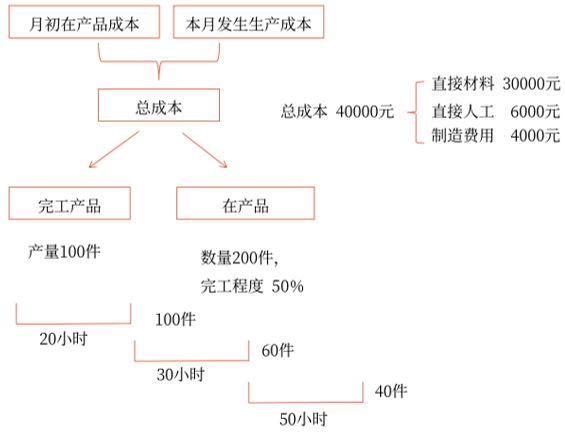 月初在产品成本
本月发生生产成本
总成本
总成本 40000元
直接材料 30000元
直接人工 6000元
制造费用 4000元
完工产品
在产品
产量100件
数量200件,
完工程度 50%
100件
20小时
60件
30小时
40件
50小时